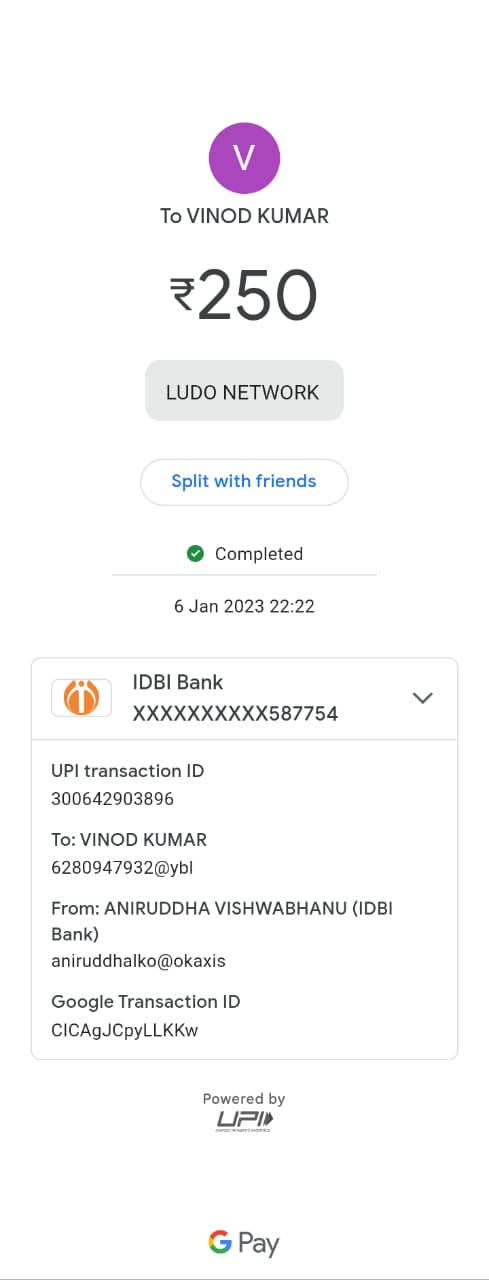 V
To VINOD KUMAR
₹250
LUDO NETWORK
Split with friends
Completed
6 Jan 2023 22:22
IDBI Bank
XXXXXXXXXX587754
UPI transaction ID
300642903896
To: VINOD KUMAR
6280947932@ybl
From: ANIRUDDHA VISHWABHANU (IDBI
Bank)
aniruddhalko@okaxis
Google Transaction ID
CICAgJCpyLLKKw
Powered by
UPI
G Pay